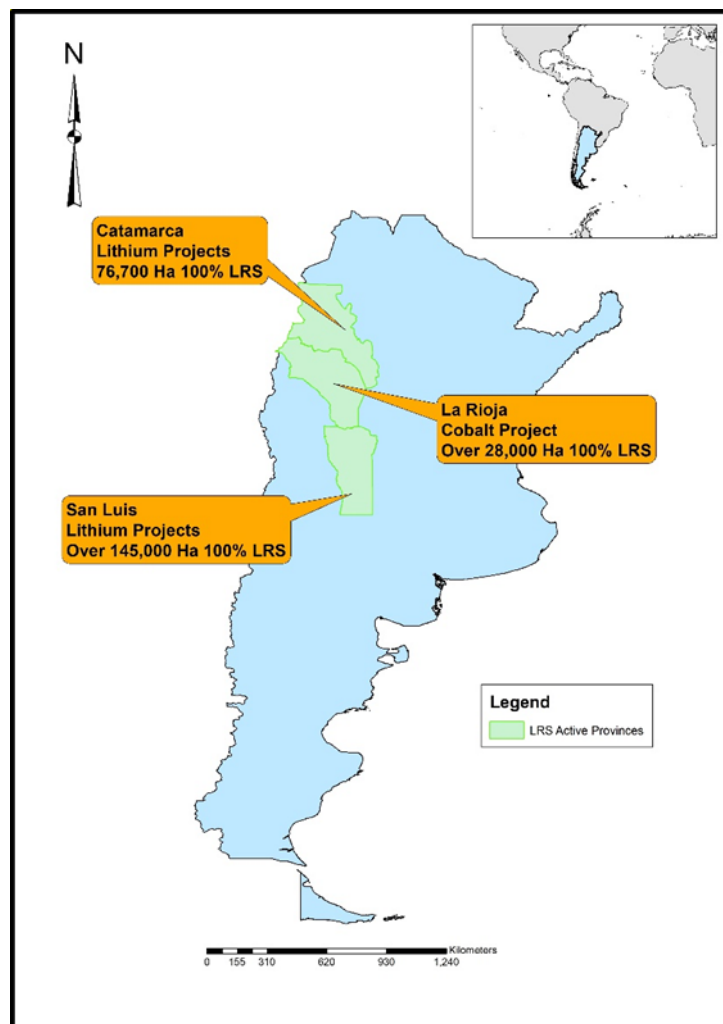 N
Catamarca
Lithium Projects
76,700 Ha 100% LRS
La Rioja
Cobalt Project
Over 28,000 Ha 100% LRS
San Luis
Lithium Projects
Over 145,000 Ha 100% LRS
Legend
LRS Active Provinces
Kilometers
0 155 310 620 930 1,240